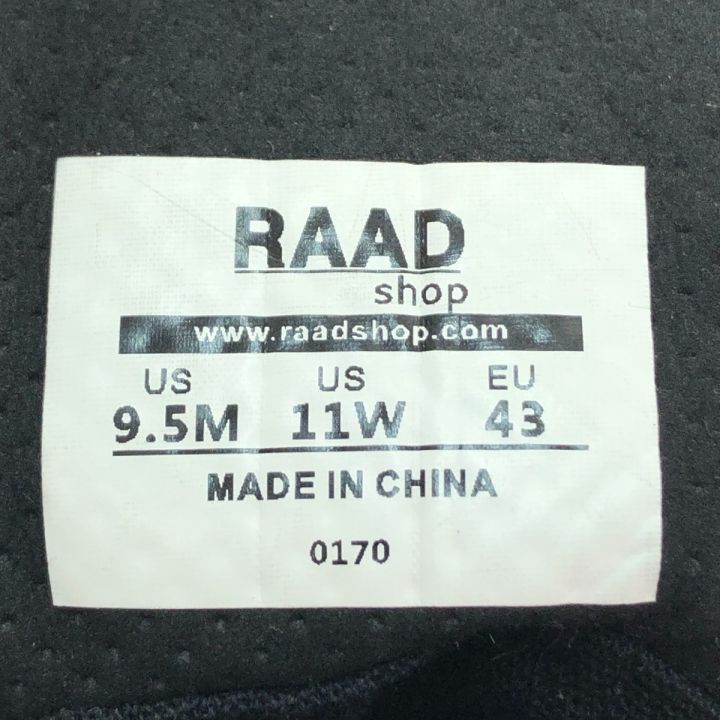 RAAD
shop
www.raadshop.com
US US EU
9.5M 11W 43
MADE IN CHINA
0170